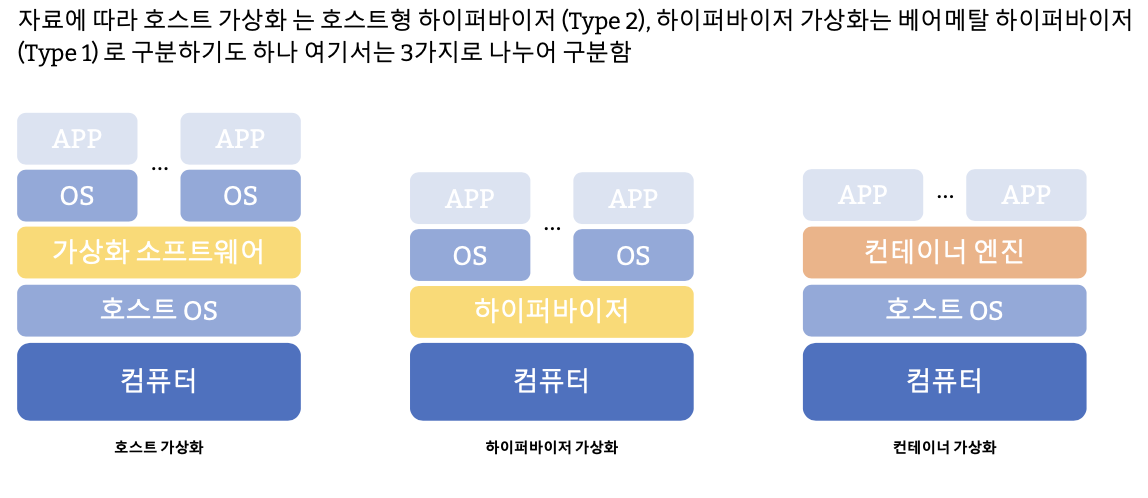 자료에 따라 호스트 가상화 는 호스트형 하이퍼바이저 (Type 2), 하이퍼바이저 가상화는 베어메탈 하이퍼바이저
(Type 1) 로 구분하기도 하나 여기서는 3가지로 나누어 구분함
APP ... APP
OS OS
가상화 소프트웨어
호스트 OS
컴퓨터
호스트 가상화
APP ... APP
OS OS
하이퍼바이저
컴퓨터
하이퍼바이저 가상화
APP ... APP
컨테이너 엔진
호스트 OS
컴퓨터
컨테이너 가상화